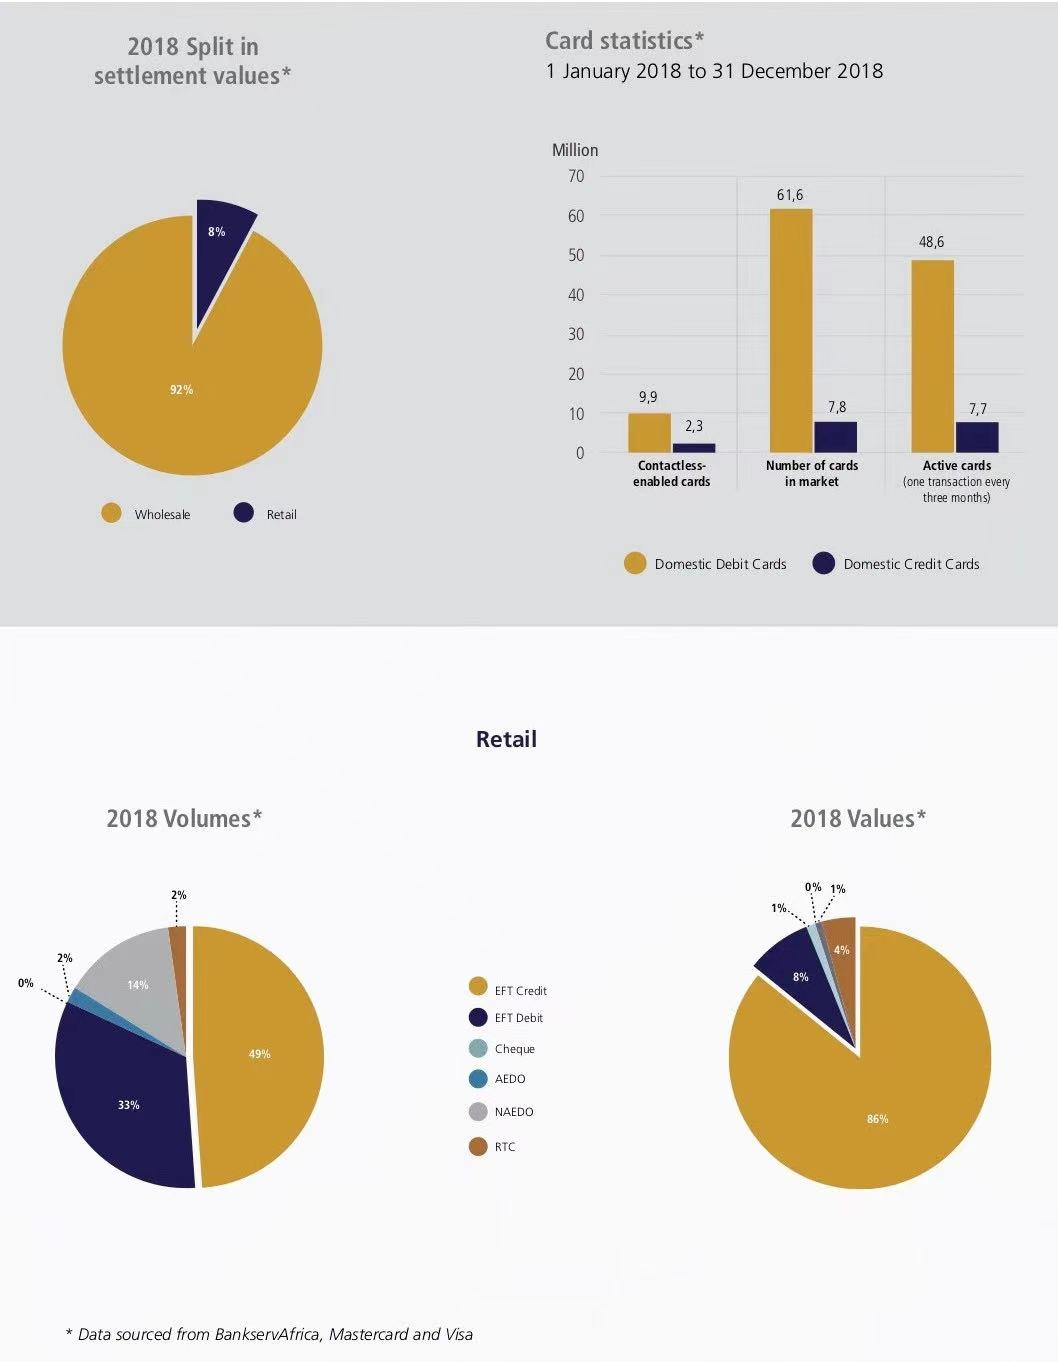 2018 Split in
settlement values*
8%
92%
Wholesale
Retail
Card statistics*
1 January 2018 to 31 December 2018
Million
70
60
50
40
30
20
10
0
9,9
2,3
61,6
7,8
48,6
7,7
Contactless-
enabled cards
Number of cards
in market
Active cards
(one transaction every
three months)
Domestic Debit Cards
Domestic Credit Cards
Retail
2018 Volumes*
2%
2%
0%
14%
49%
33%
EFT Credit
EFT Debit
Cheque
AEDO
NAEDO
RTC
2018 Values*
0%
1%
1%
4%
8%
86%
* Data sourced from BankservAfrica, Mastercard and Visa